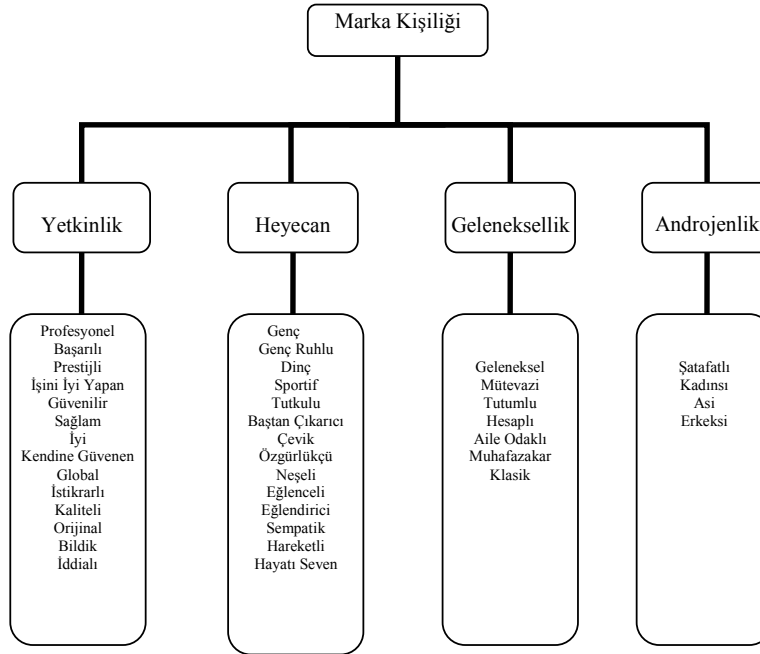 Marka Kişiliği
Yetkinlik
Heyecan
Geleneksellik
Androjenlik
Profesyonel
Başarılı
Prestijli
İşini İyi Yapan
Güvenilir
Sağlam
İyi
Kendine Güvenen
Global
İstikrarlı
Kaliteli
Orijinal
Bildik
İddialı
Genç
Genç Ruhlu
Dinç
Sportif
Tutkulu
Baştan Çıkarıcı
Çevik
Özgürlükçü
Neşeli
Eğlenceli
Eğlendirici
Sempatik
Hareketli
Hayatı Seven
Geleneksel
Mütevazi
Tutumlu
Hesaplı
Aile Odaklı
Muhafazakar
Klasik
Şatafatlı
Kadınsı
Asi
Erkeksi